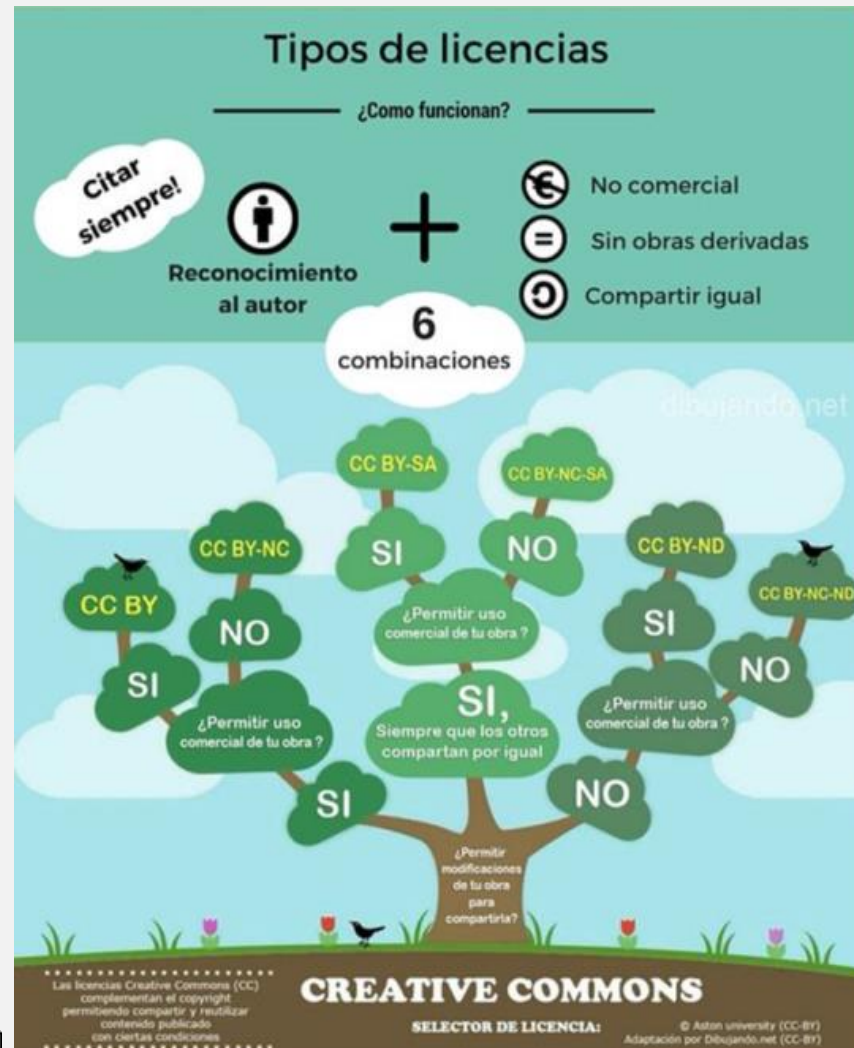 Tipos de licencias
¿Como funcionan?
Citar
siempre!
Reconocimiento
al autor
No comercial
Sin obras derivadas
Compartir igual
6
combinaciones
dibujando.net
CC BY-SA
CC BY-NC-SA
CC BY-NC
SI
NO
CC BY-ND
CC BY
NO
¿Permitir uso
comercial de tu obra ?
SI
CC BY-NC-ND
SI
¿Permitir uso
comercial de tu obra ?
SI,
Siempre que los otros
compartan por igual
¿Permitir uso
comercial de tu obra ?
NO
SI
NO
¿Permitir
modificaciones
de tu obra
para
compartirla?
Las licencias Creative Commons (CC)
complementan el copyright
permitiendo compartir y reutilizar
contenido publicado
con ciertas condiciones
CREATIVE COMMONS
SELECTOR DE LICENCIA:
© Aston university (CC-BY)
Adaptación por Dibujando.net (CC-BY)